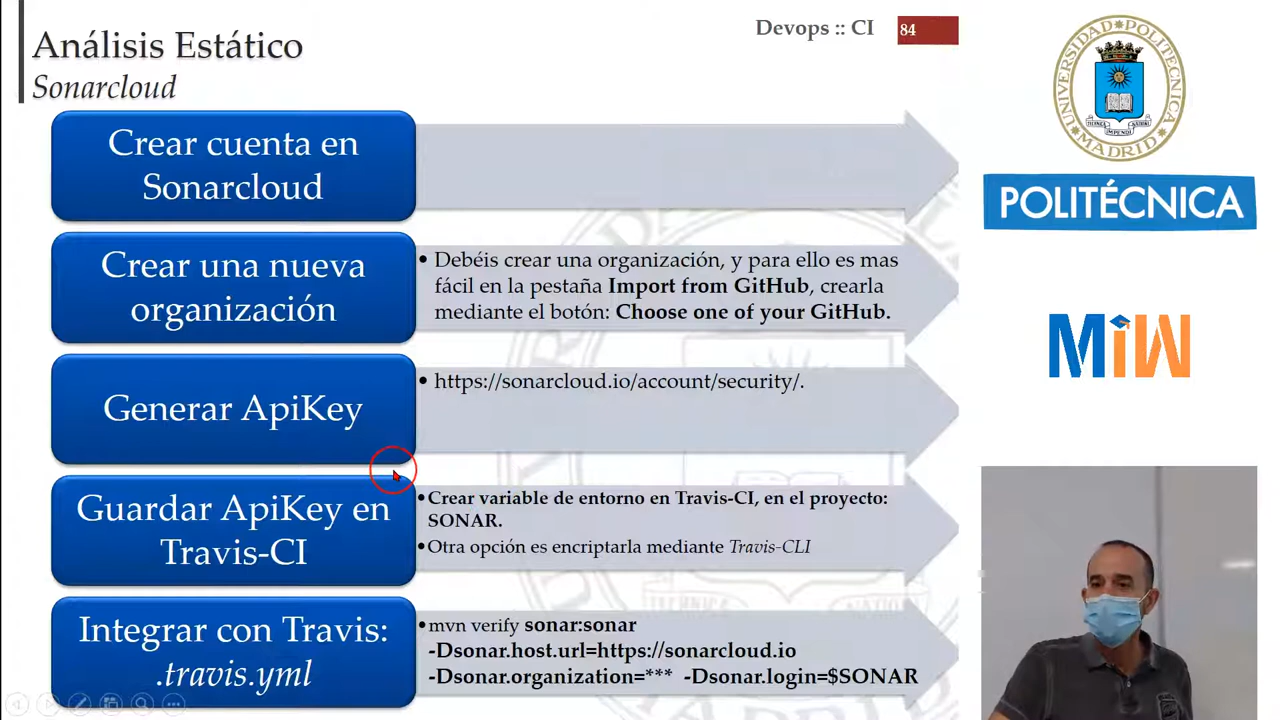 Análisis Estático
Sonarcloud
Devops :: CI
84
Crear cuenta en
Sonarcloud
Crear una nueva
organización
• Debéis crear una organización, y para ello es mas
fácil en la pestaña Import from GitHub, crearla
mediante el botón: Choose one of your GitHub.
Generar ApiKey
• https://sonarcloud.io/account/security/.
Guardar ApiKey en
Travis-CI
• Crear variable de entorno en Travis-CI, en el proyecto:
SONAR.
• Otra opción es encriptarla mediante Travis-CLI
Integrar con Travis:
.travis.yml
• mvn verify sonar:sonar
-Dsonar.host.url=https://sonarcloud.io
-Dsonar.organization=*** -Dsonar.login=$SONAR
UNIVERSIDAD POLITÉCNICA
MADRID
POLITÉCNICA
MiW